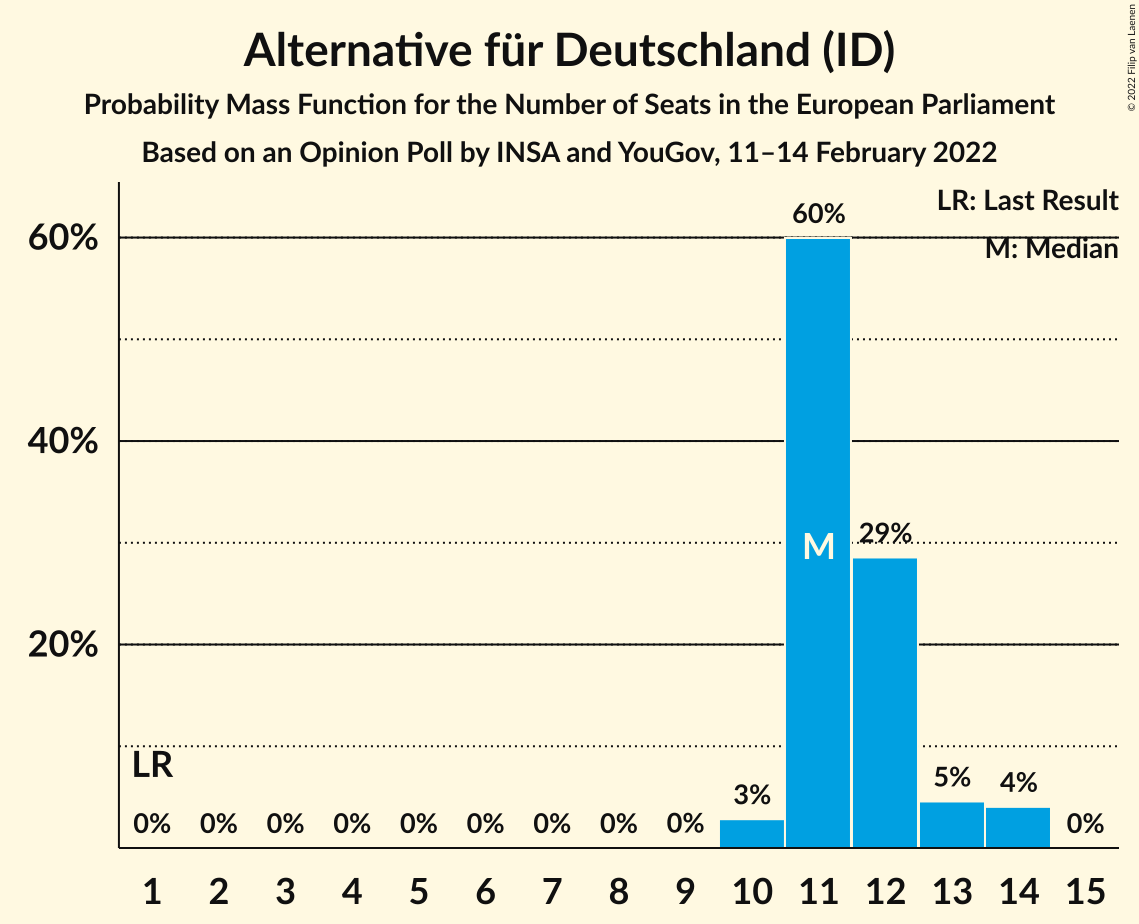 Alternative für Deutschland (ID)
Probability Mass Function for the Number of Seats in the European Parliament
Based on an Opinion Poll by INSA and YouGov, 11–14 February 2022
© 2022 Filip van Laenen
LR: Last Result
M: Median
60%
40%
20%
60%
M
29%
LR
0% 0% 0% 0% 0% 0% 0% 0% 0% 3% 5% 4% 0%
1 2 3 4 5 6 7 8 9 10 11 12 13 14 15